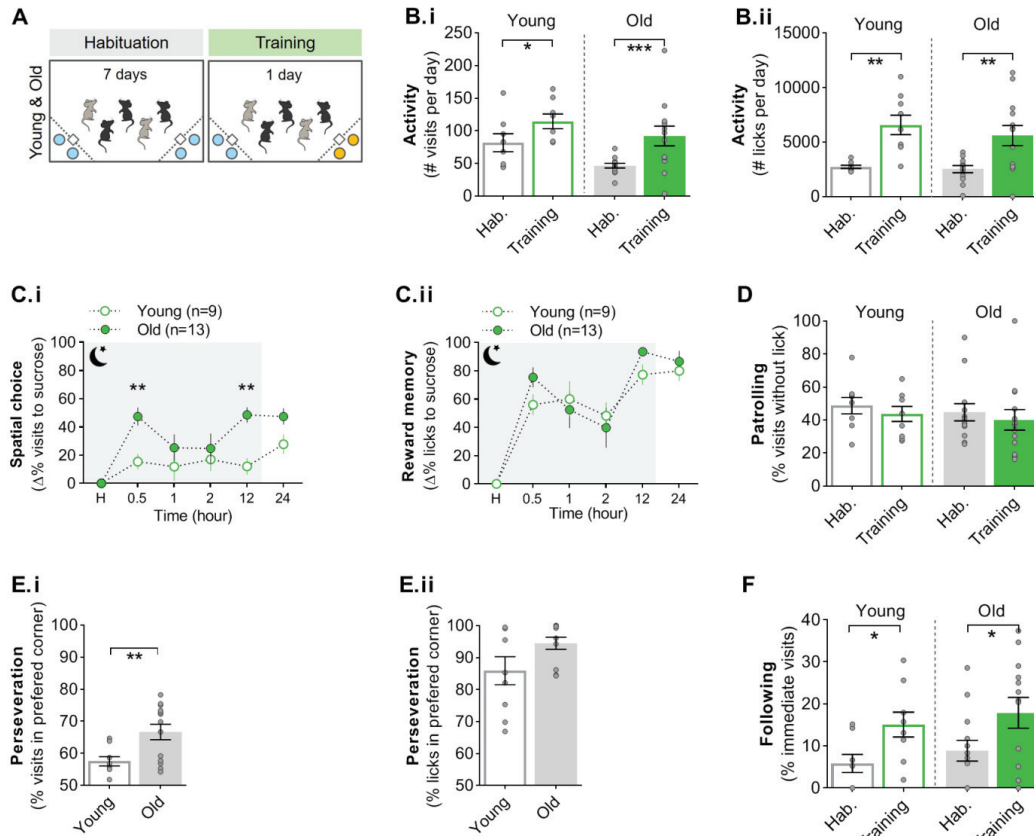 A
Habituation
Training
Young & Old
7 days
1 day
B.i
Young
Old
Activity
(# visits per day)
250
200
150
100
50
0
*
***
Hab.
Training
Hab.
Training
B.ii
Young
Old
Activity
(# licks per day)
15000
10000
5000
0
**
**
Hab.
Training
Hab.
Training
C.i
Young (n=9)
Old (n=13)
Spatial choice
(Δ% visits to sucrose)
100
80
60
40
20
0
**
**
H
0.5
1
2
12
24
Time (hour)
C.ii
Young (n=9)
Old (n=13)
Reward memory
(Δ% licks to sucrose)
100
80
60
40
20
0
H
0.5
1
2
12
24
Time (hour)
D
Young
Old
Patrolling
(% visits without lick)
100
80
60
40
20
0
Hab.
Training
Hab.
Training
E.i
Perseveration
(% visits in prefered corner)
100
90
80
70
60
50
**
Young
Old
E.ii
Perseveration
(% licks in prefered corner)
100
90
80
70
60
50
Young
Old
F
Young
Old
Following
(% immediate visits)
40
30
20
10
0
*
*
Hab.
Training
Hab.
Training